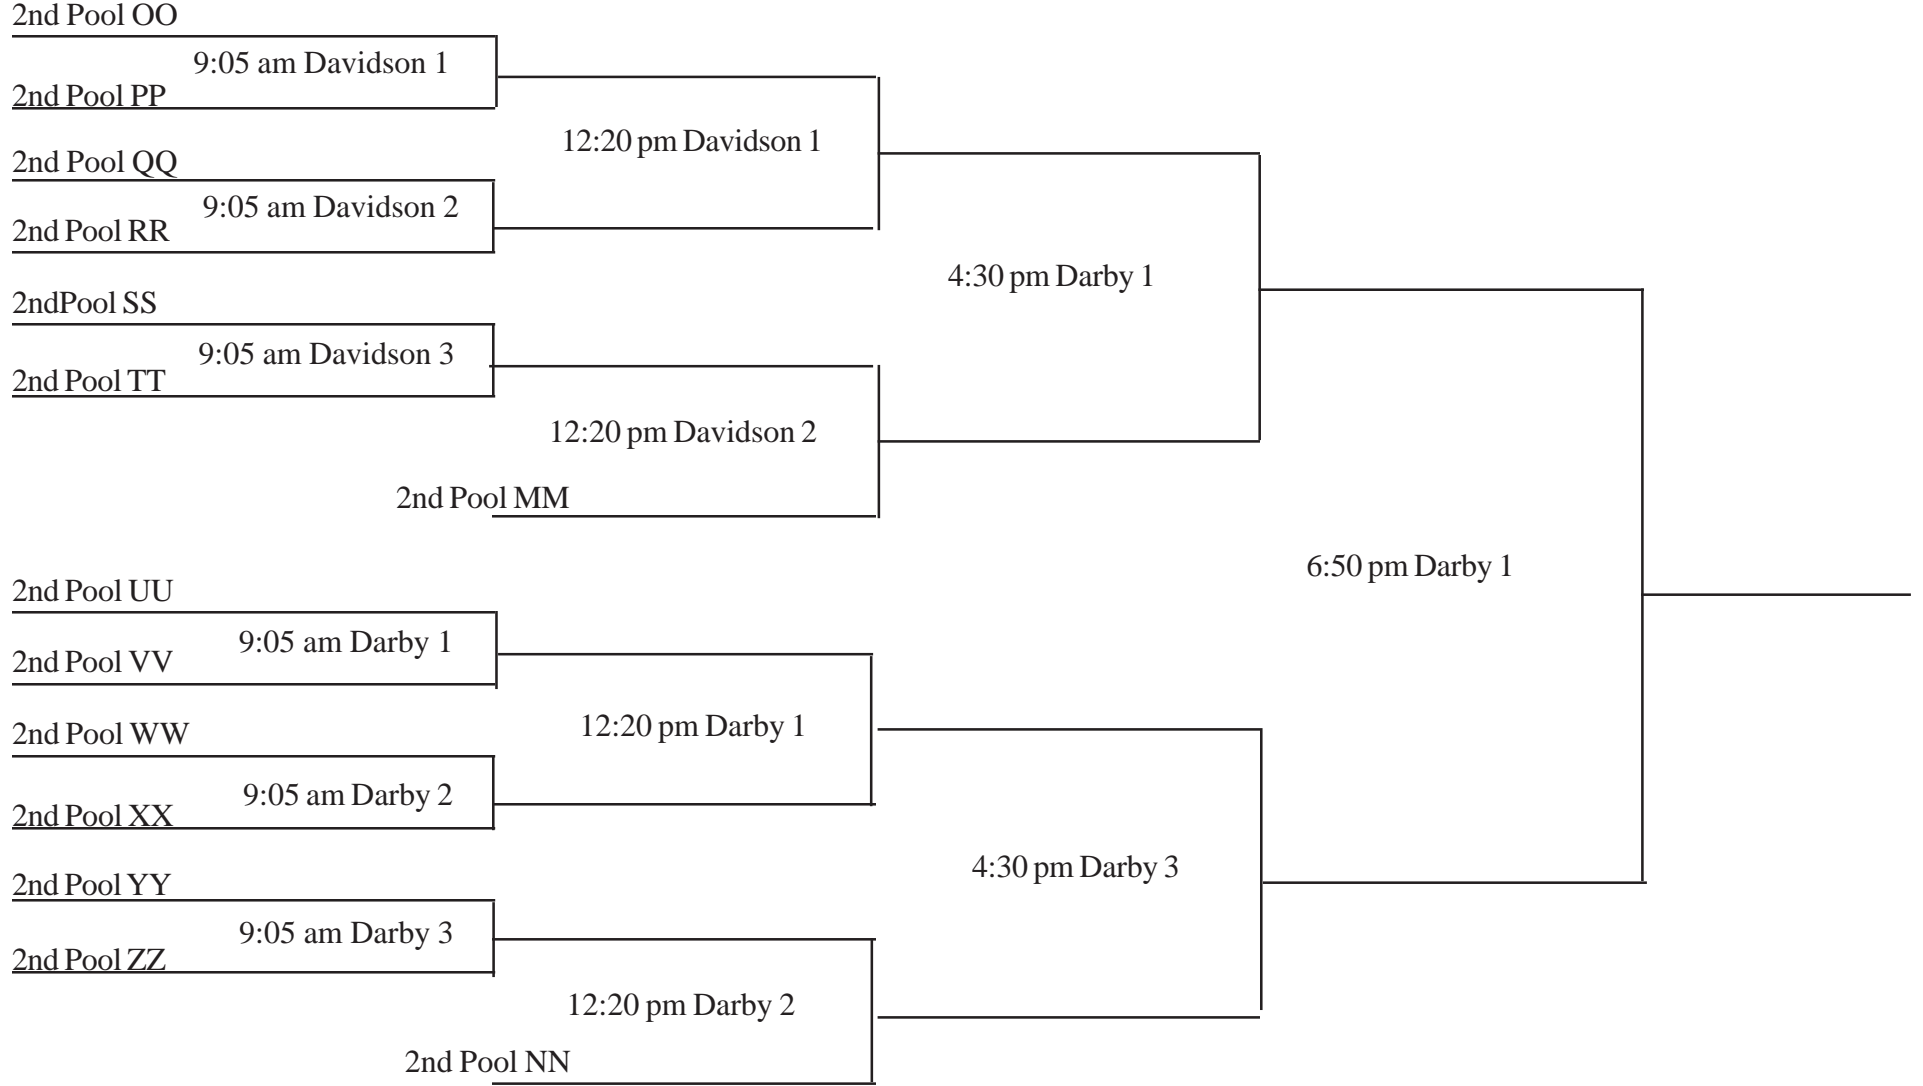 2nd Pool OO
9:05 am Davidson 1
2nd Pool PP
12:20 pm Davidson 1
2nd Pool QQ
9:05 am Davidson 2
2nd Pool RR
4:30 pm Darby 1
2ndPool SS
9:05 am Davidson 3
2nd Pool TT
12:20 pm Davidson 2
2nd Pool MM
6:50 pm Darby 1
2nd Pool UU
9:05 am Darby 1
2nd Pool VV
12:20 pm Darby 1
2nd Pool WW
9:05 am Darby 2
2nd Pool XX
4:30 pm Darby 3
2nd Pool YY
9:05 am Darby 3
2nd Pool ZZ
12:20 pm Darby 2
2nd Pool NN